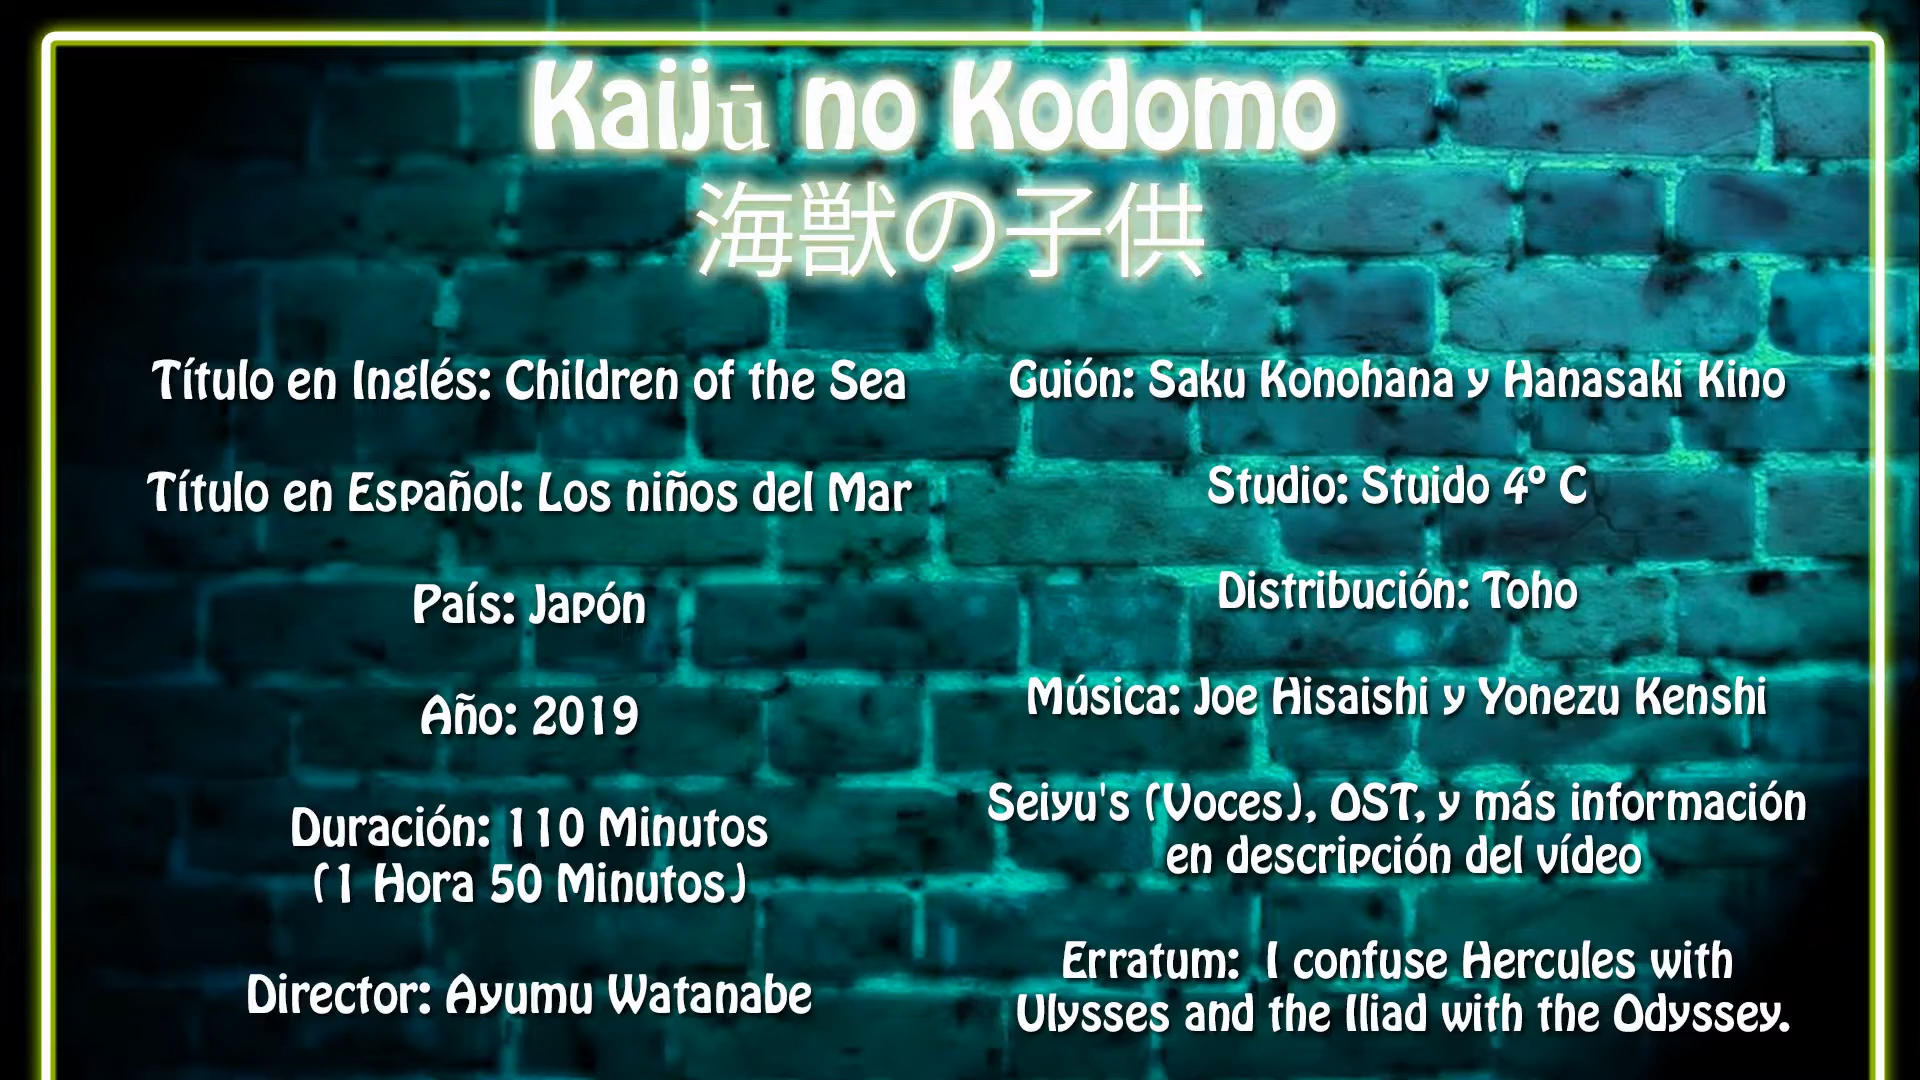 Kaijū no Kodomo
海獣の子供
Título en Inglés: Children of the Sea
Título en Español: Los niños del Mar
País: Japón
Año: 2019
Duración: 110 Minutos
(1 Hora 50 Minutos)
Director: Ayumu Watanabe
Guión: Saku Konohana y Hanasaki Kino
Studio: Stuido 4º C
Distribución: Toho
Música: Joe Hisaishi y Yonezu Kenshi
Seiyu's (Voces), OST, y más información
en descripción del vídeo
Erratum: I confuse Hercules with
Ulysses and the Iliad with the Odyssey.